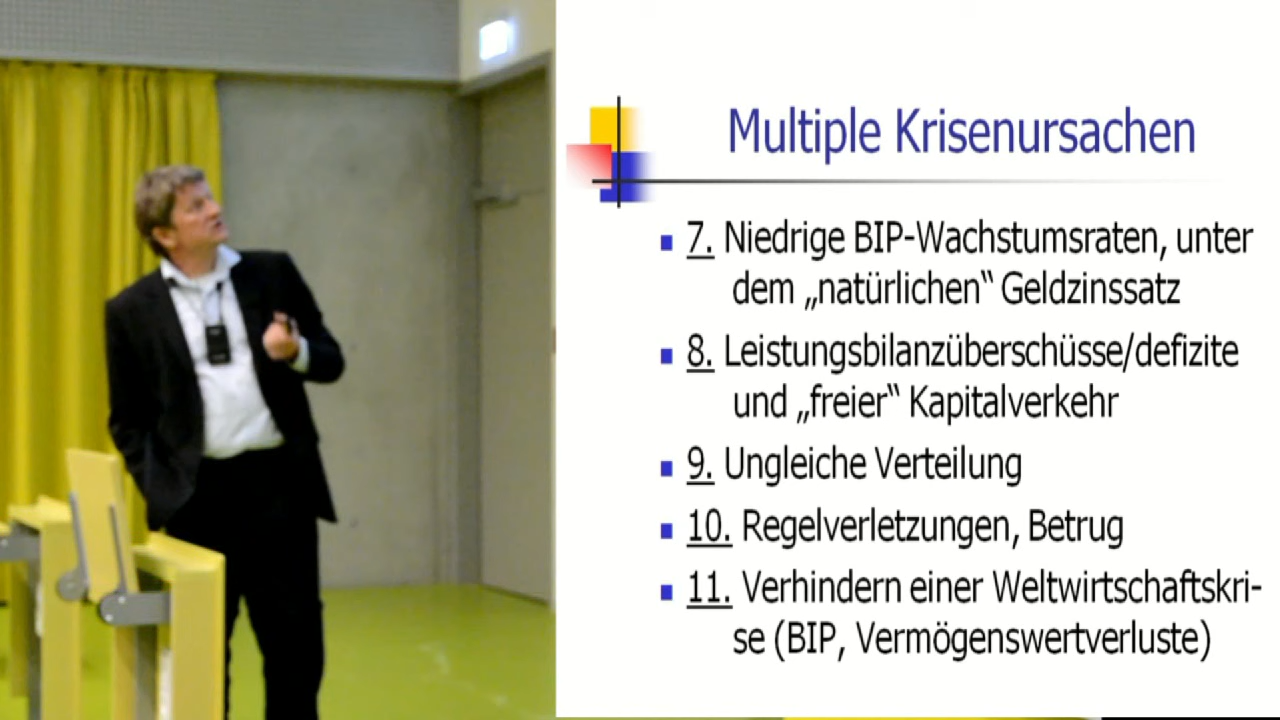 Multiple Krisenursachen
7. Niedrige BIP-Wachstumsraten, unter
dem „natürlichen“ Geldzinssatz
8. Leistungsbilanzüberschüsse/defizite
und „freier“ Kapitalverkehr
9. Ungleiche Verteilung
10. Regelverletzungen, Betrug
11. Verhindern einer Weltwirtschaftskri-
se (BIP, Vermögenswertverluste)